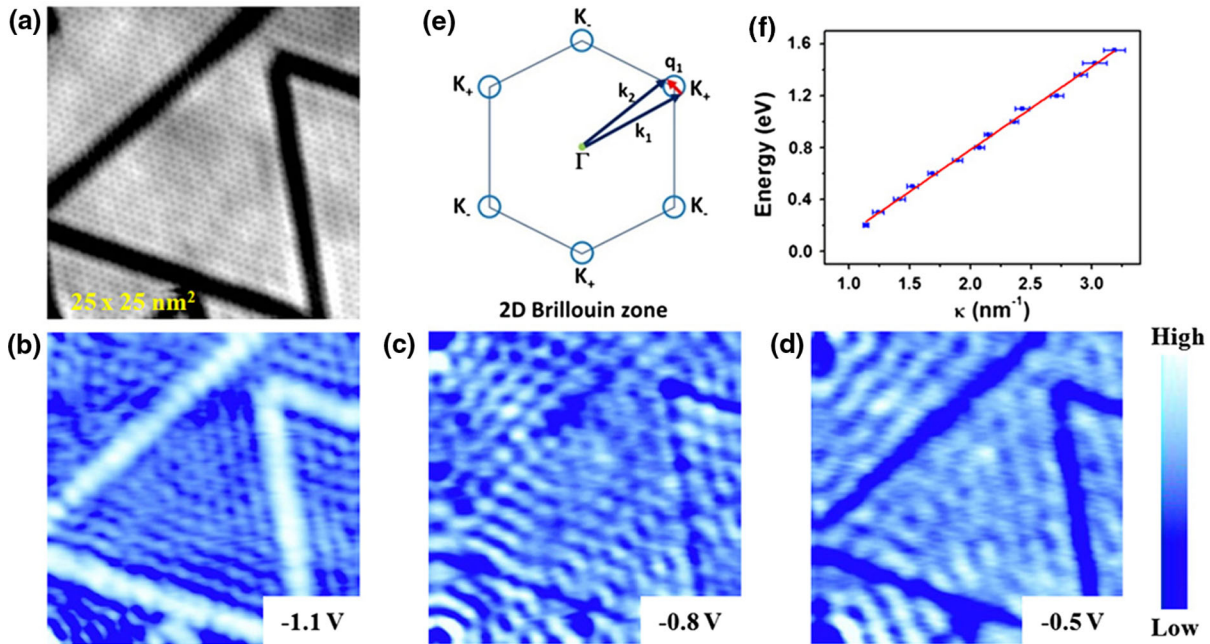 (a)
25 x 25 nm²
(e)
K₋
K₊
K₊
q₁
k₂
k₁
Γ
K₋
K₋
K₊
2D Brillouin zone
(f)
Energy (eV)
1.6
1.2
0.8
0.4
0.0
1.0 1.5 2.0 2.5 3.0
κ (nm⁻¹)
(b)
-1.1 V
(c)
-0.8 V
(d)
-0.5 V
High
Low